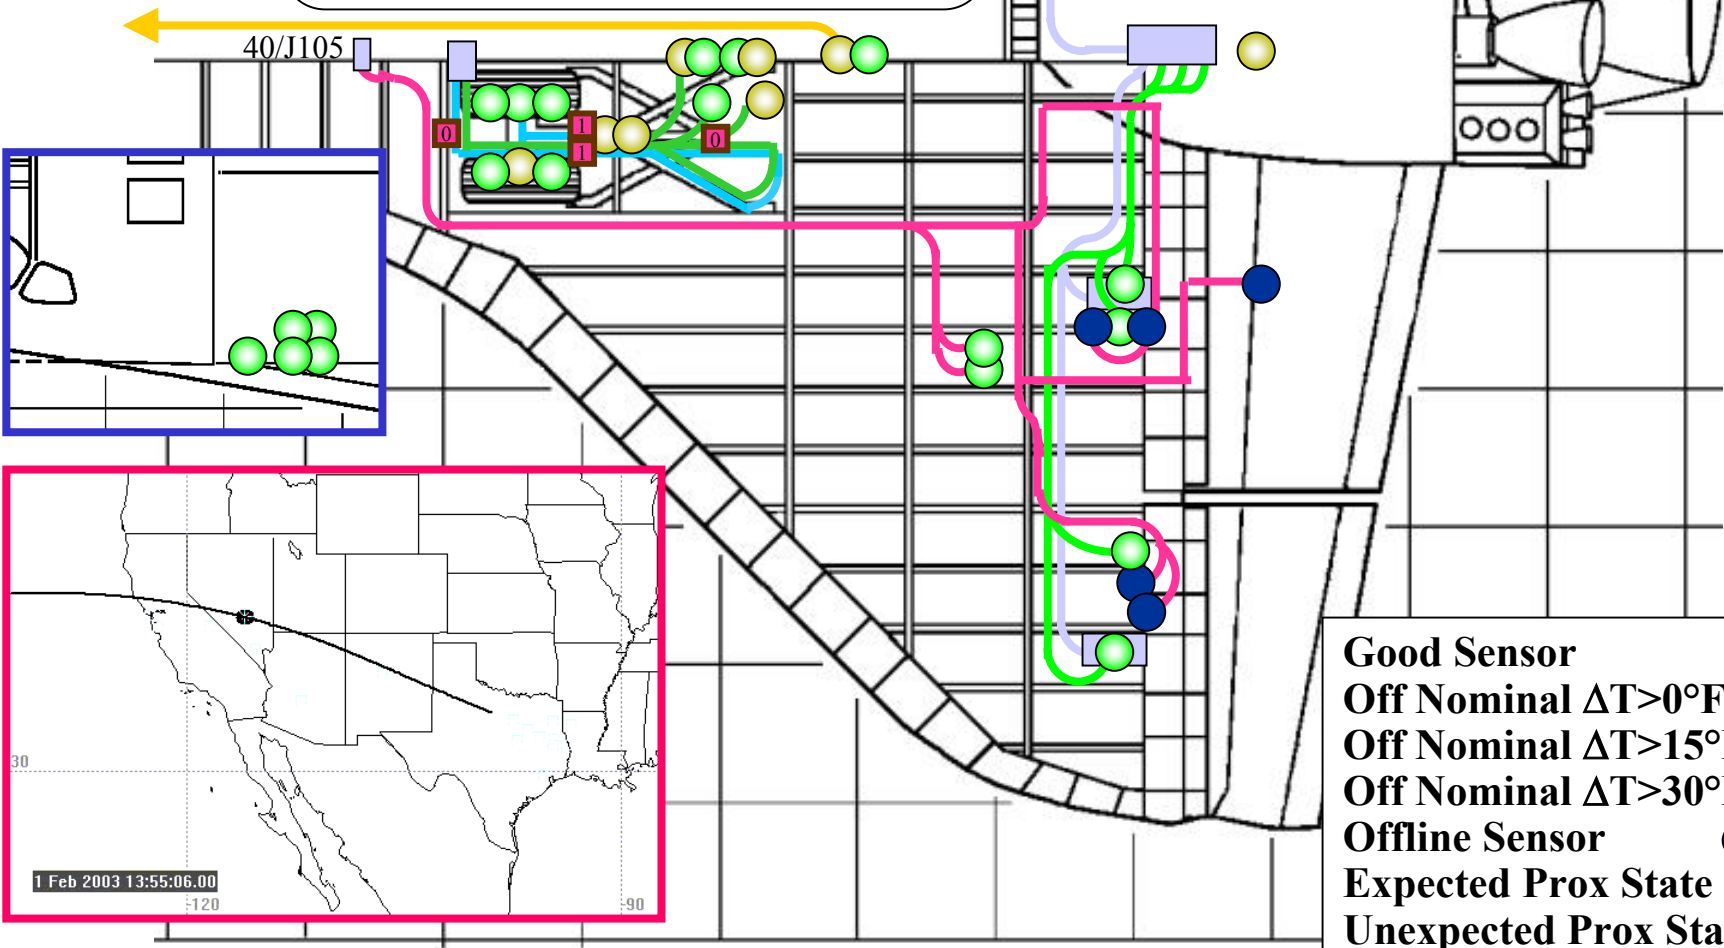 40/J105
0
1
1
0
30
1 Feb 2003 13:55:06.00
-120
-90
Good Sensor
Off Nominal ΔT>0°F
Off Nominal ΔT>15°
Off Nominal ΔT>30°
Offline Sensor
Expected Prox State
Unexpected Prox Sta